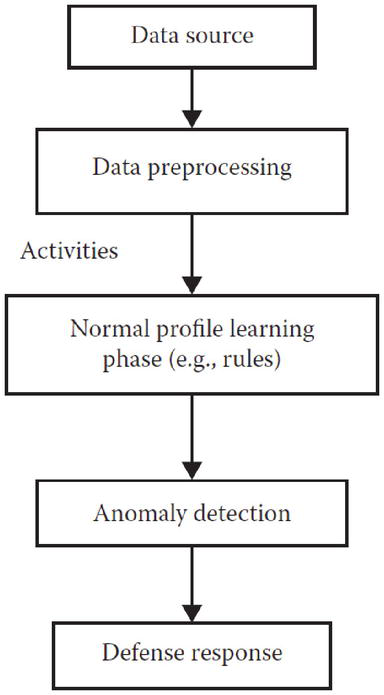 Data source
Data preprocessing
Activities
Normal profile learning
phase (e.g., rules)
Anomaly detection
Defense response